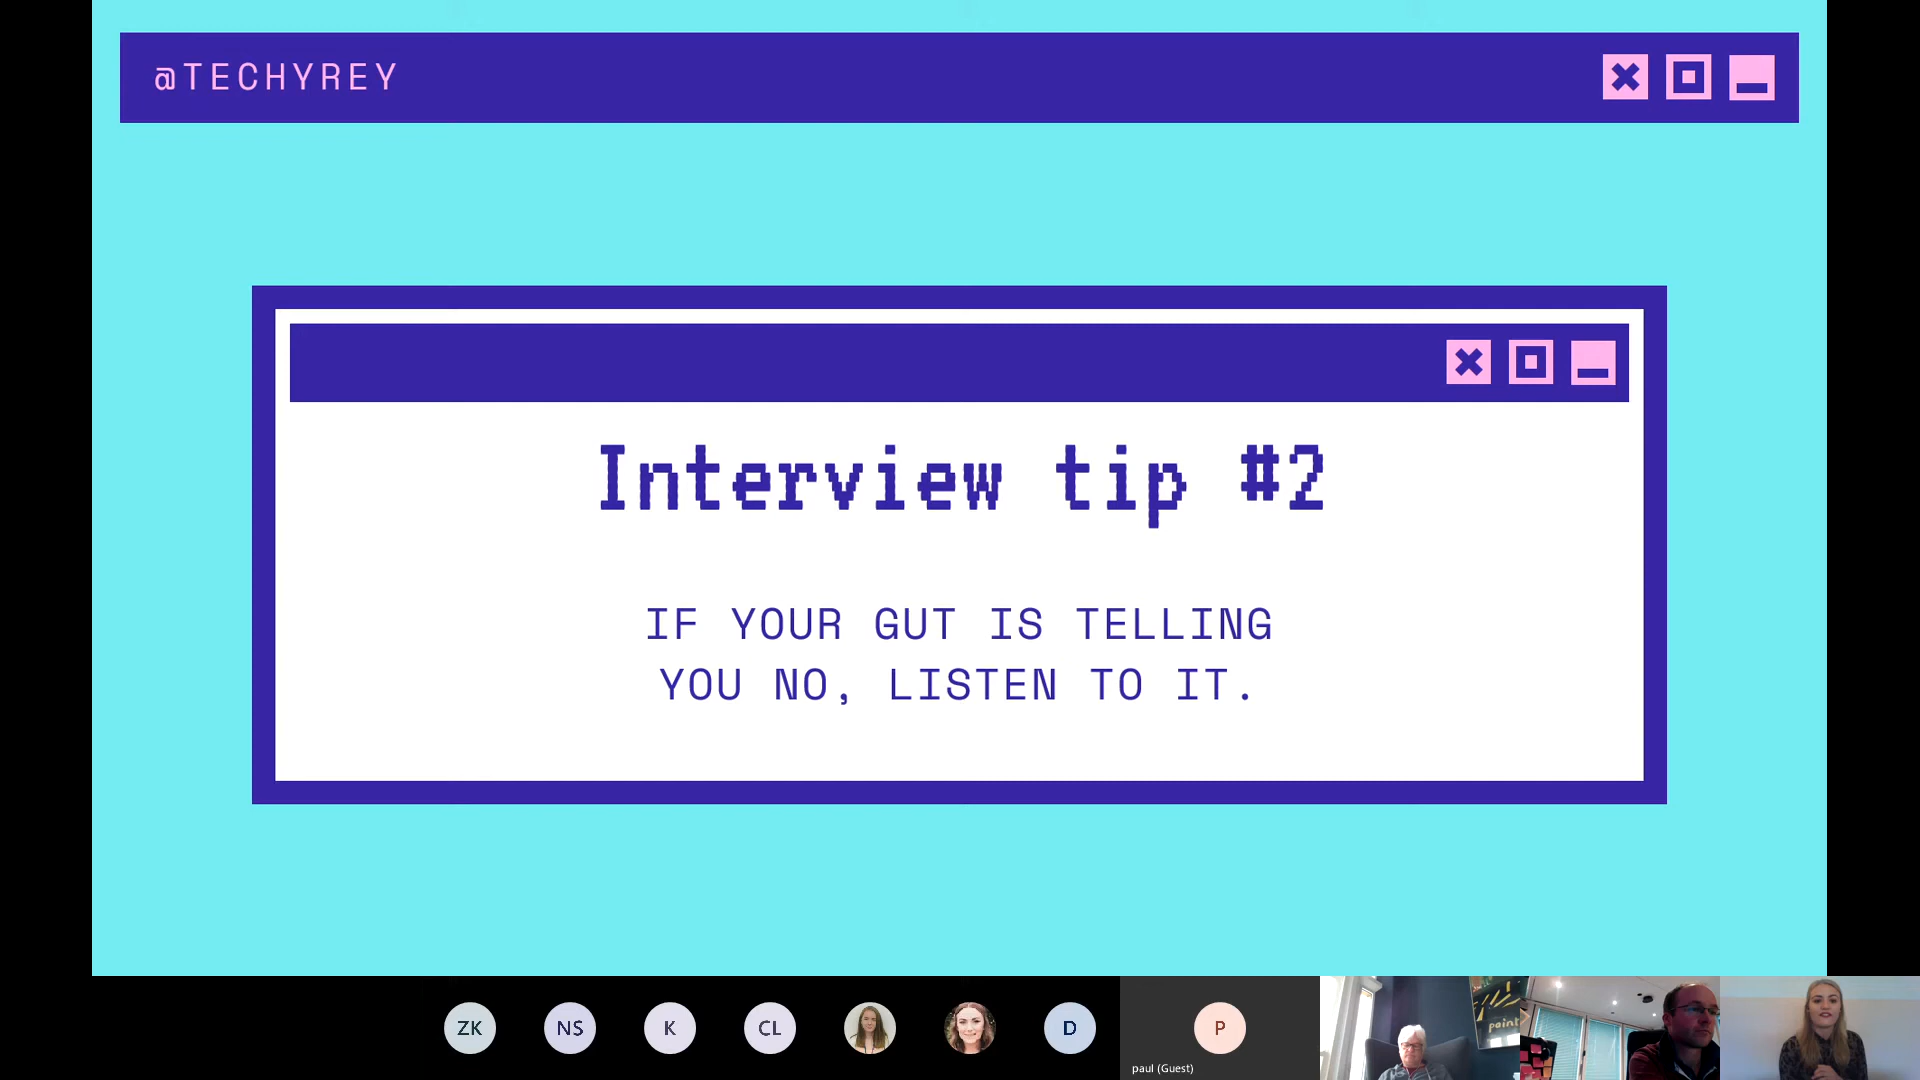 @TECHYREY
Interview tip #2
IF YOUR GUT IS TELLING
YOU NO, LISTEN TO IT.
ZK
NS
K
CL
D
P
paul (Guest)
point